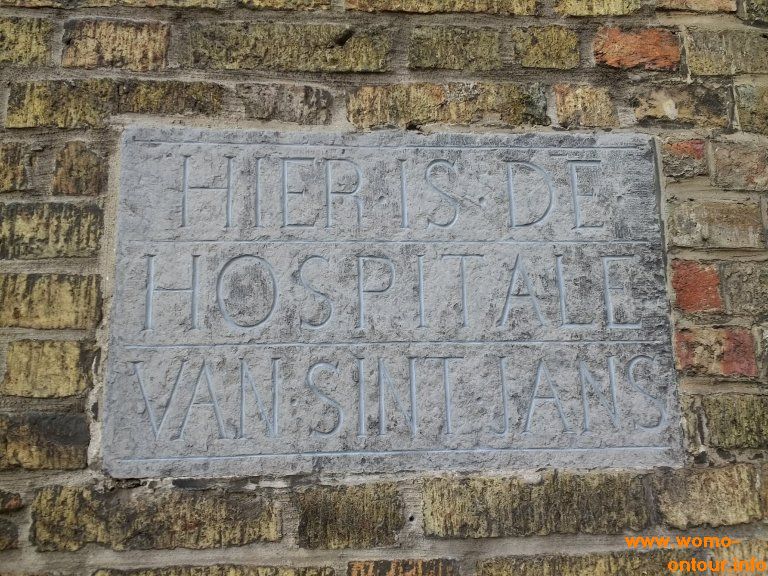 HIER·IS·DE
HOSPITALE
VAN SINT JANS
www.womo-
ontour.info